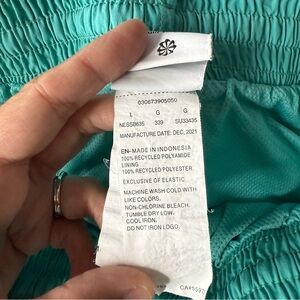 030673905050
L G G
NESSB635 339 SU33435
MANUFACTURE DATE: DEC, 2021
EN- MADE IN INDONESIA
100% RECYCLED POLYAMIDE
LINING
100% RECYCLED POLYESTER
EXCLUSIVE OF ELASTIC
MACHINE WASH COLD WITH
LIKE COLORS.
NON-CHLORINE BLEACH.
TUMBLE DRY LOW.
COOL IRON.
DO NOT IRON LOGO.